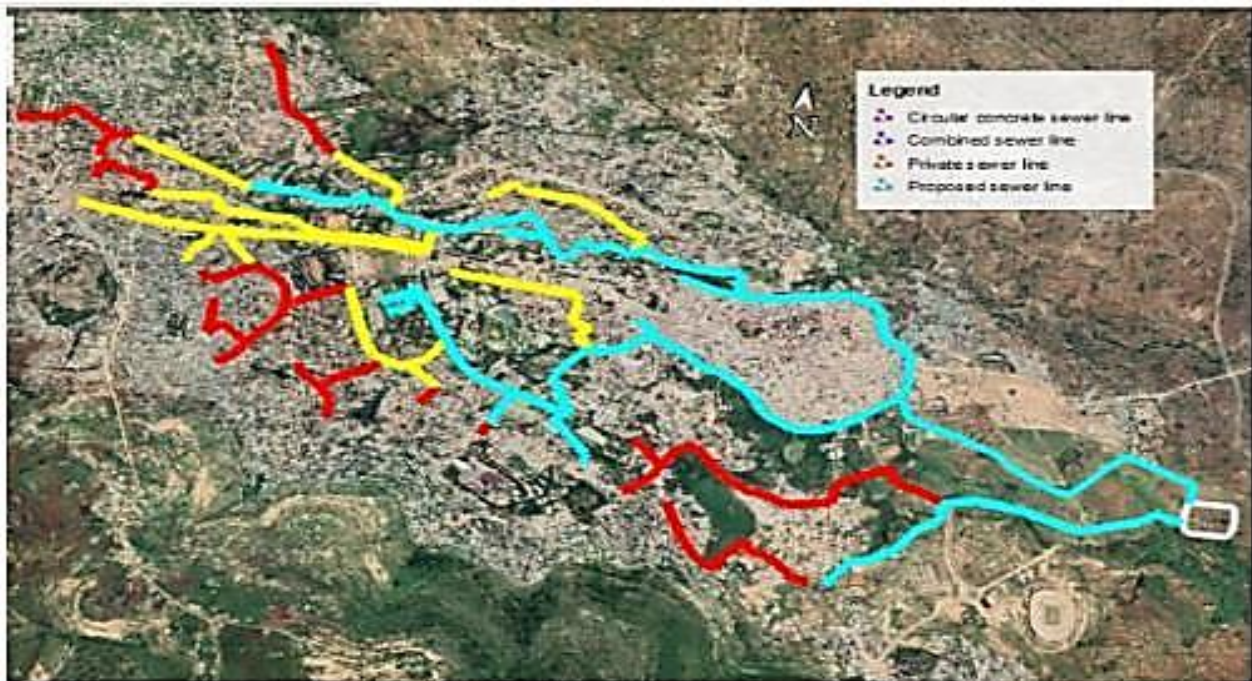 N
Legend
Circular concrete sewer line
Combined sewer line
Private sewer line
Proposed sewer line